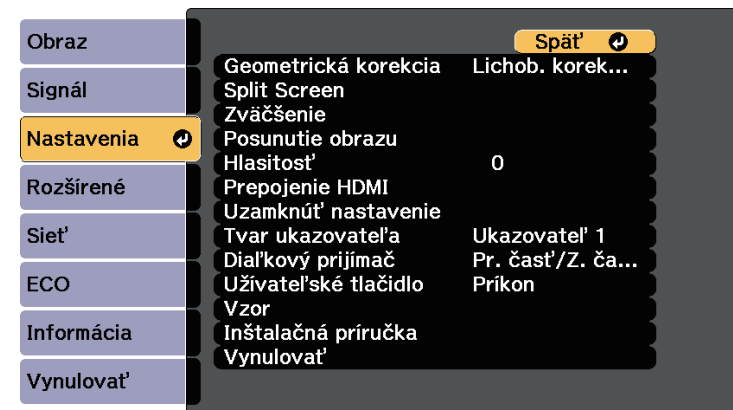 Obraz
Signál
Nastavenia
Rozšírené
Sieť
ECO
Informácia
Vynulovať
Späť
Geometrická korekcia Lichob. korek...
Split Screen
Zväčšenie
Posunutie obrazu
Hlasitosť 0
Prepojenie HDMI
Uzamknúť nastavenie
Tvar ukazovateľa Ukazovateľ 1
Diaľkový prijímač Pr. časť/Z. ča...
Užívateľské tlačidlo Príkon
Vzor
Inštalačná príručka
Vynulovať